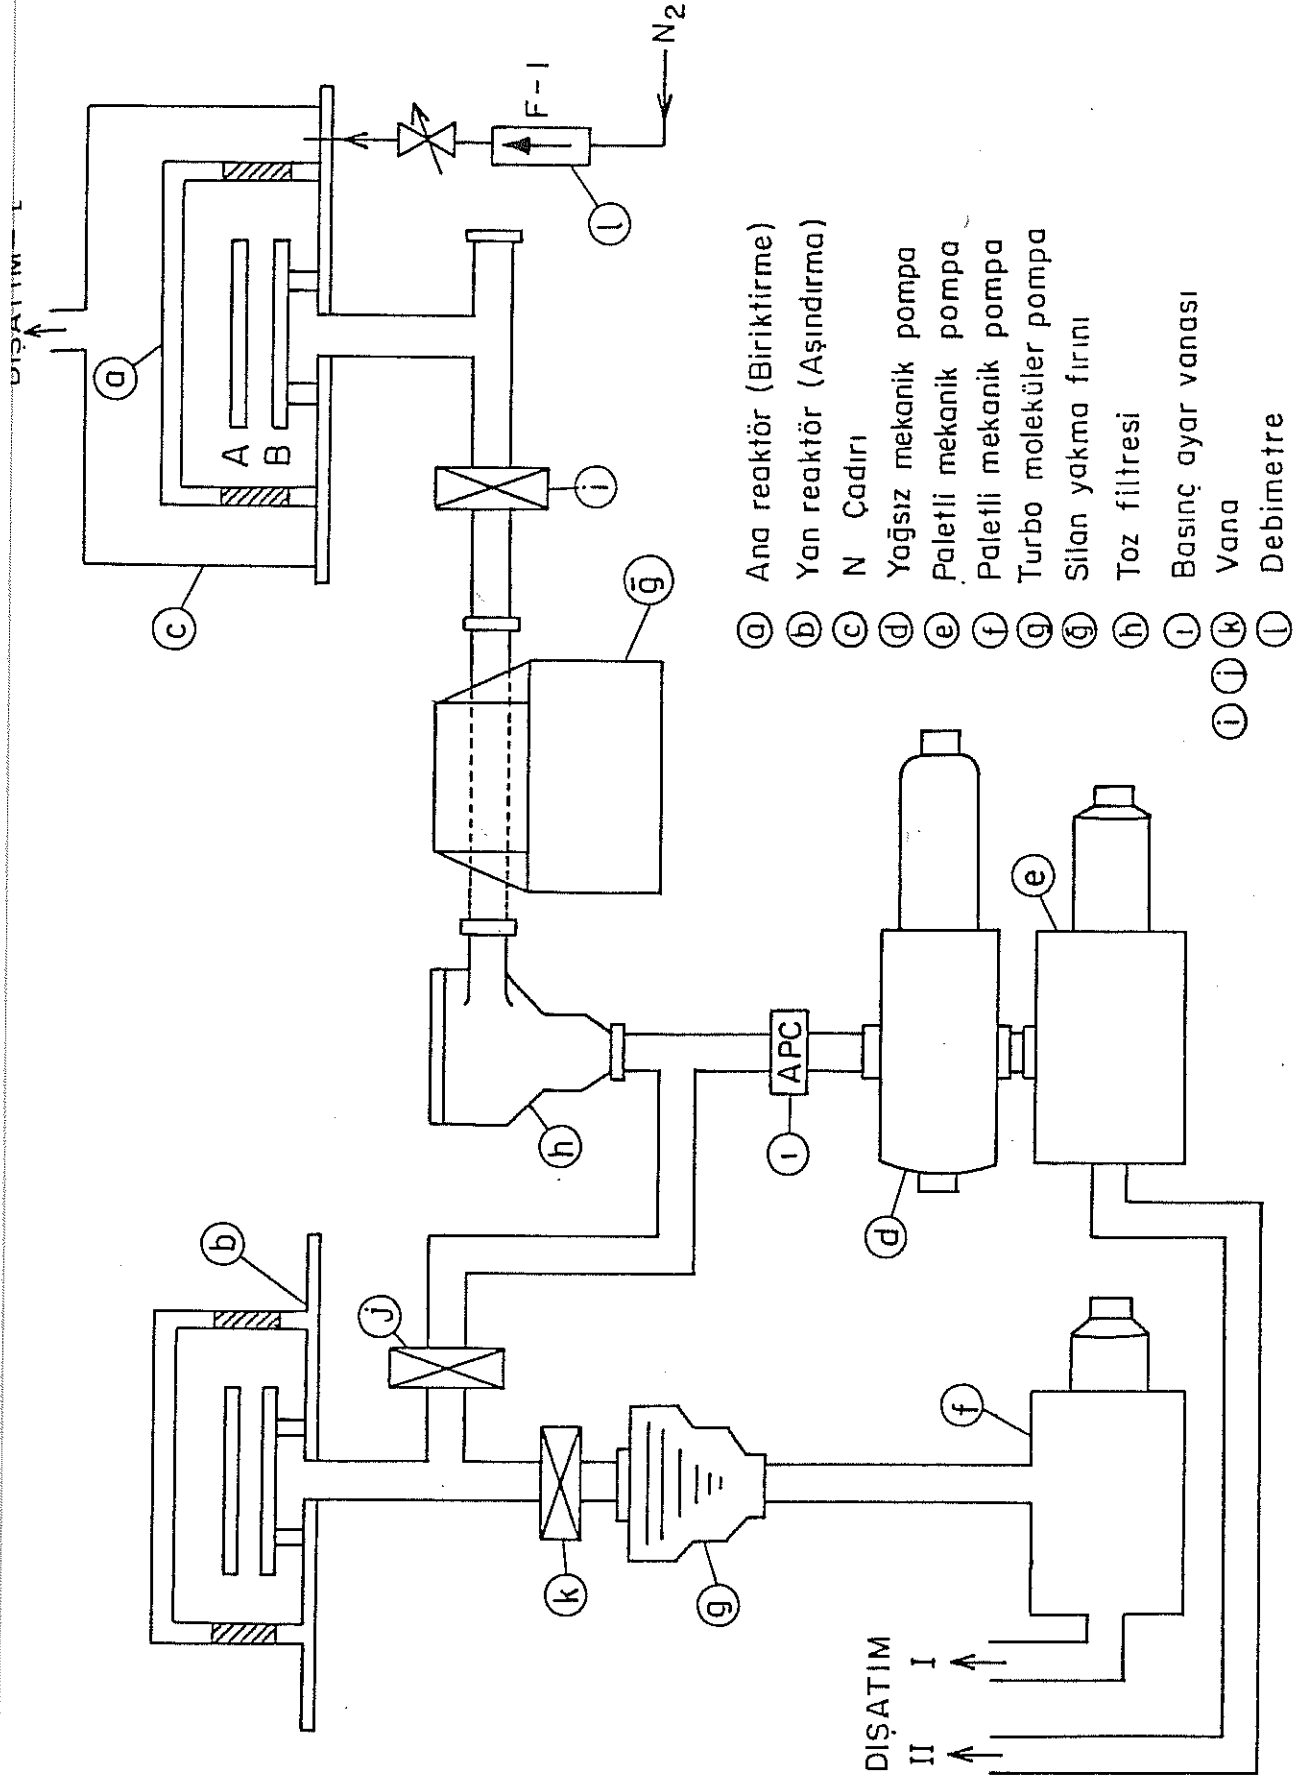 DIŞATIM - I
N2
F-I
a
A
B
c
l
i
ğ
b
j
h
APC
ı
e
d
k
g
f
DIŞATIM
I
II
a Ana reaktör (Biriktirme)
b Yan reaktör (Aşındırma)
c N Çadırı
d Yağsız mekanik pompa
e Paletli mekanik pompa
f Paletli mekanik pompa
g Turbo moleküler pompa
ğ Silan yakma fırını
h Toz filtresi
ı Basınç ayar vanası
i j k Vana
l Debimetre